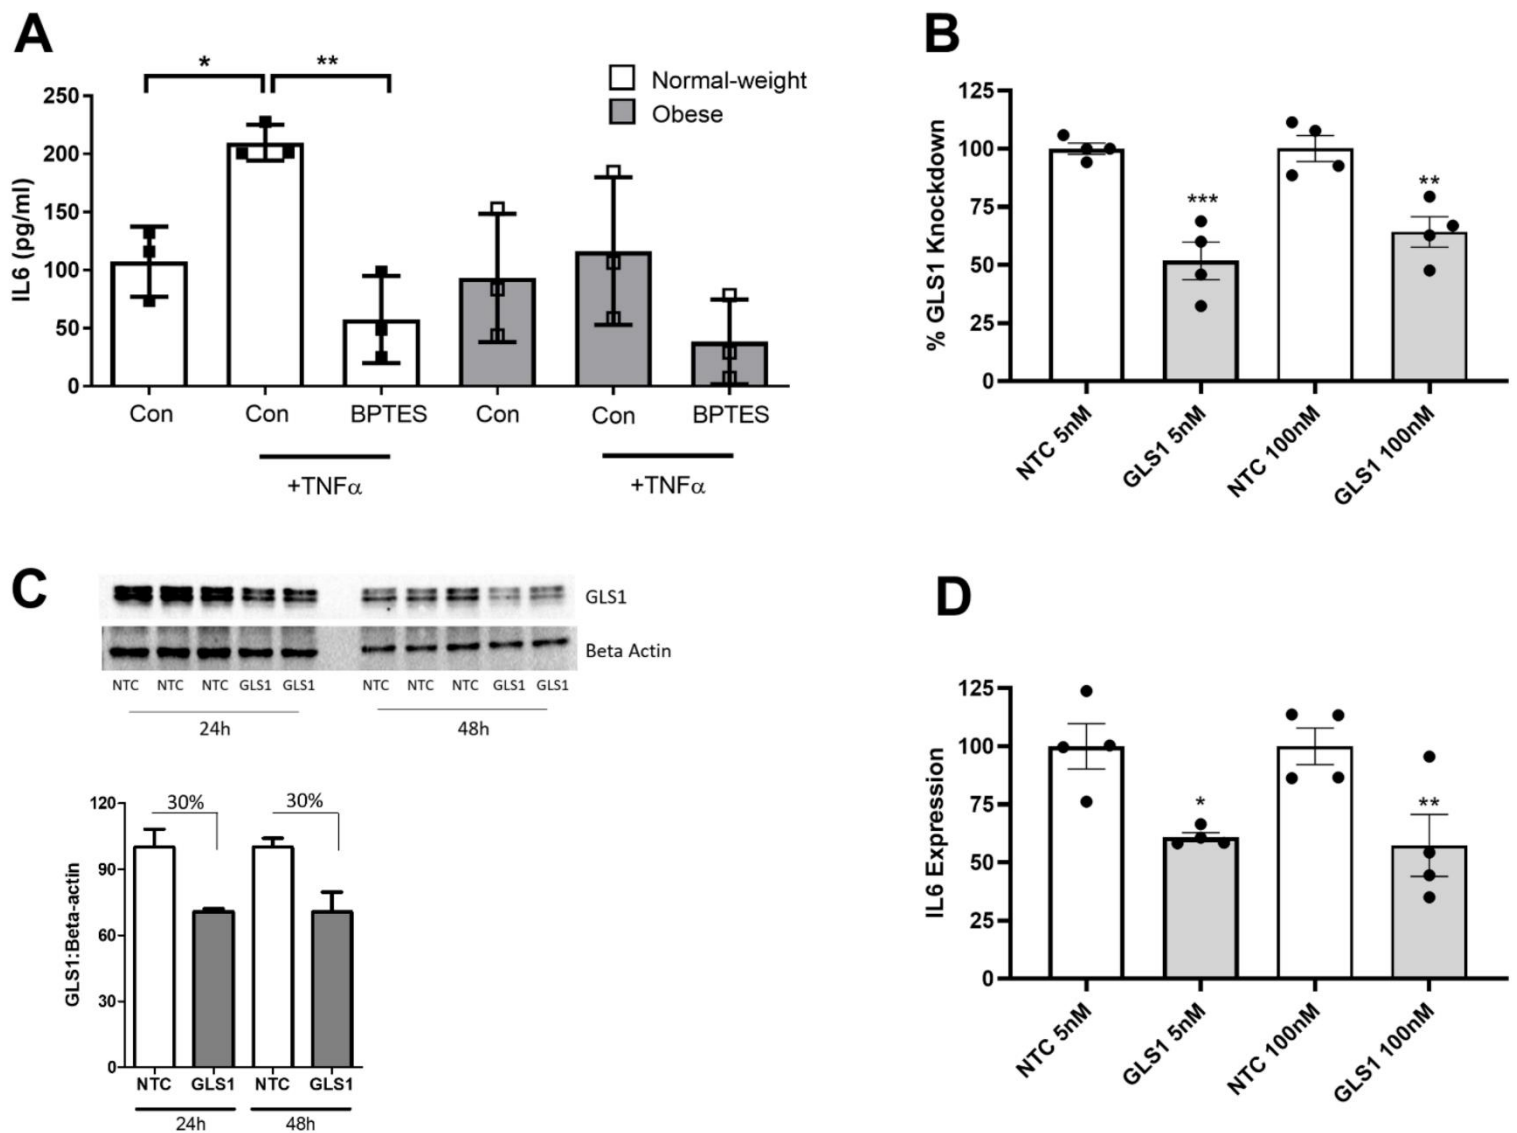 A
* **
Normal-weight
Obese
IL6 (pg/ml)
250
200
150
100
50
0
Con Con BPTES Con Con BPTES
+TNFα +TNFα
B
% GLS1 Knockdown
125
100
75
50
25
0
*** **
NTC 5nM GLS1 5nM NTC 100nM GLS1 100nM
C
GLS1
Beta Actin
NTC NTC NTC GLS1 GLS1 NTC NTC NTC GLS1 GLS1
24h 48h
GLS1:Beta-actin
120
90
60
30
0
30% 30%
NTC GLS1 NTC GLS1
24h 48h
D
IL6 Expression
125
100
75
50
25
0
* **
NTC 5nM GLS1 5nM NTC 100nM GLS1 100nM